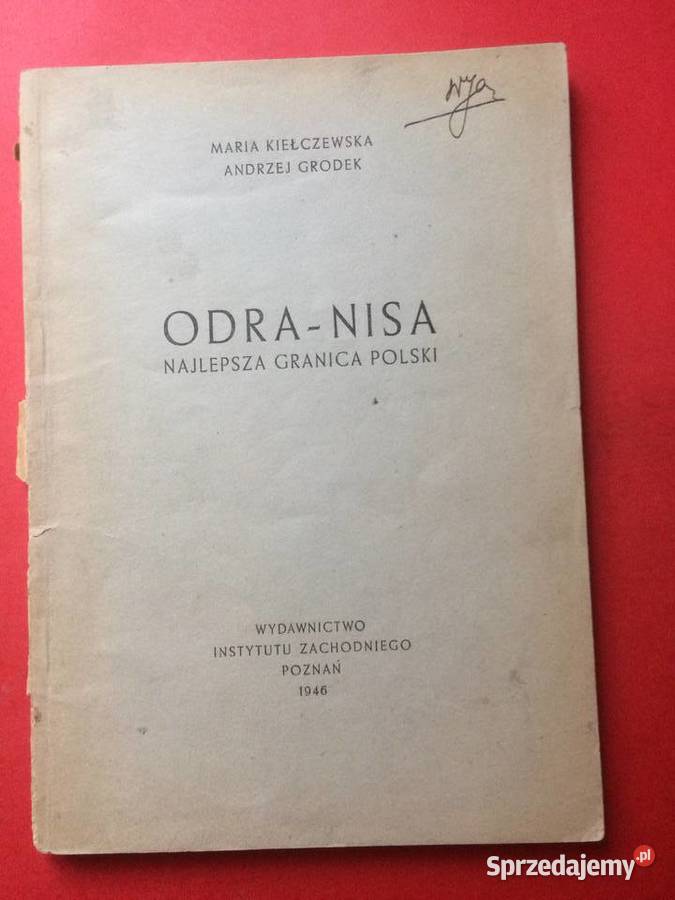 MARIA KIEŁCZEWSKA
ANDRZEJ GRODEK
ODRA-NISA
NAJLEPSZA GRANICA POLSKI
WYDAWNICTWO
INSTYTUTU ZACHODNIEGO
POZNAŃ
1946
Sprzedajemy.pl